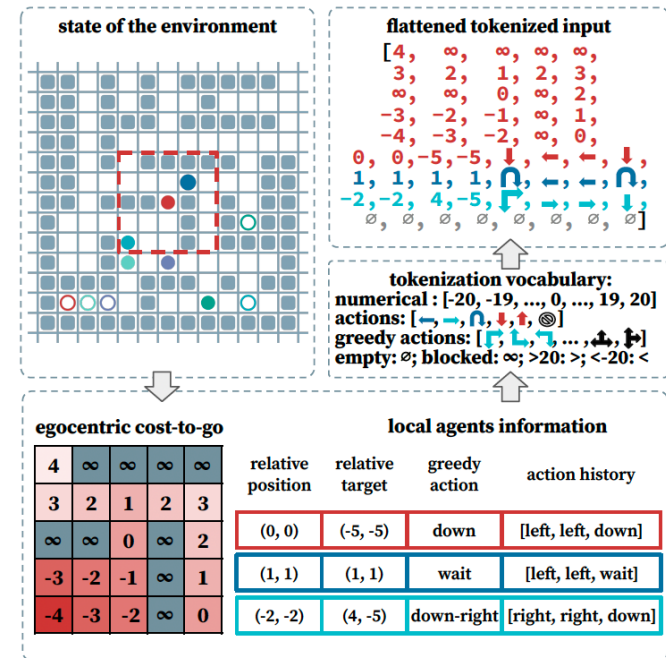 state of the environment
flattened tokenized input
[4, ∞, ∞, ∞, ∞,
3, 2, 1, 2, 3,
∞, ∞, 0, ∞, 2,
-3, -2, -1, ∞, 1,
-4, -3, -2, ∞, 0,
0, 0,-5,-5, ↓, ←, ←, ↓,
1, 1, 1, 1, ↷, ←, ←, ↷,
-2,-2, 4,-5, ↱, →, →, ↓,
∅, ∅, ∅, ∅, ∅, ∅, ∅, ∅]
tokenization vocabulary:
numerical : [-20, -19, ..., 0, ..., 19, 20]
actions: [←, →, ↷, ↓, ↑, ⦸]
greedy actions: [↱, ↳, ↰, ... , ┻, ┣]
empty: ∅; blocked: ∞; >20: >; <-20: <
egocentric cost-to-go
4 ∞ ∞ ∞ ∞
3 2 1 2 3
∞ ∞ 0 ∞ 2
-3 -2 -1 ∞ 1
-4 -3 -2 ∞ 0
local agents information
relative position
relative target
greedy action
action history
(0, 0) (-5, -5) down [left, left, down]
(1, 1) (1, 1) wait [left, left, wait]
(-2, -2) (4, -5) down-right [right, right, down]